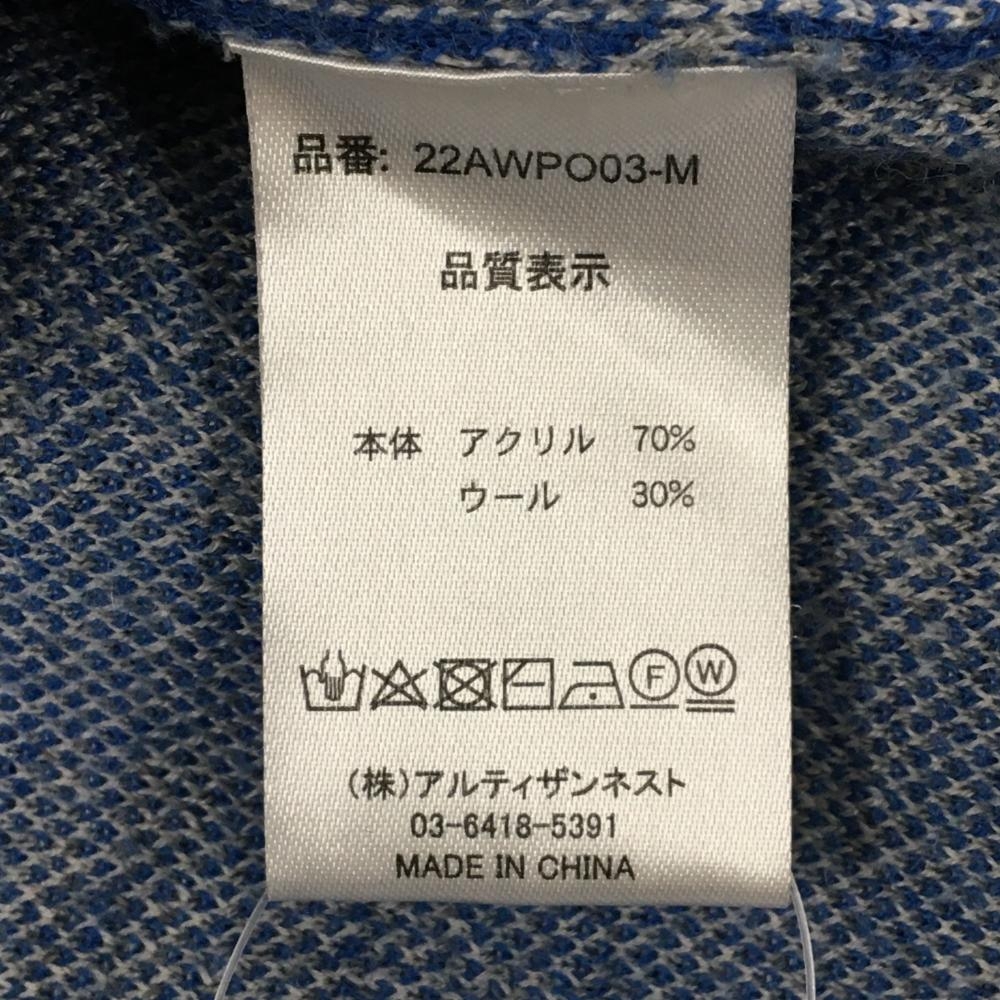 品番: 22AWPO03-M
品質表示
本体 アクリル 70%
ウール 30%
F W
(株)アルティザンネスト
03-6418-5391
MADE IN CHINA